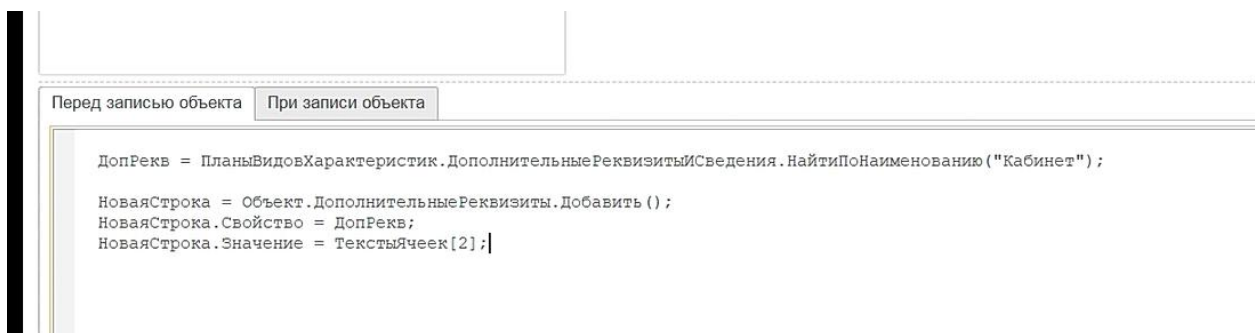 Перед записью объекта
При записи объекта
ДопРекв = ПланыВидовХарактеристик.ДополнительныеРеквизитыИСведения.НайтиПоНаименованию("Кабинет");
НоваяСтрока = Объект.ДополнительныеРеквизиты.Добавить();
НоваяСтрока.Свойство = ДопРекв;
НоваяСтрока.Значение = ТекстыЯчеек[2];